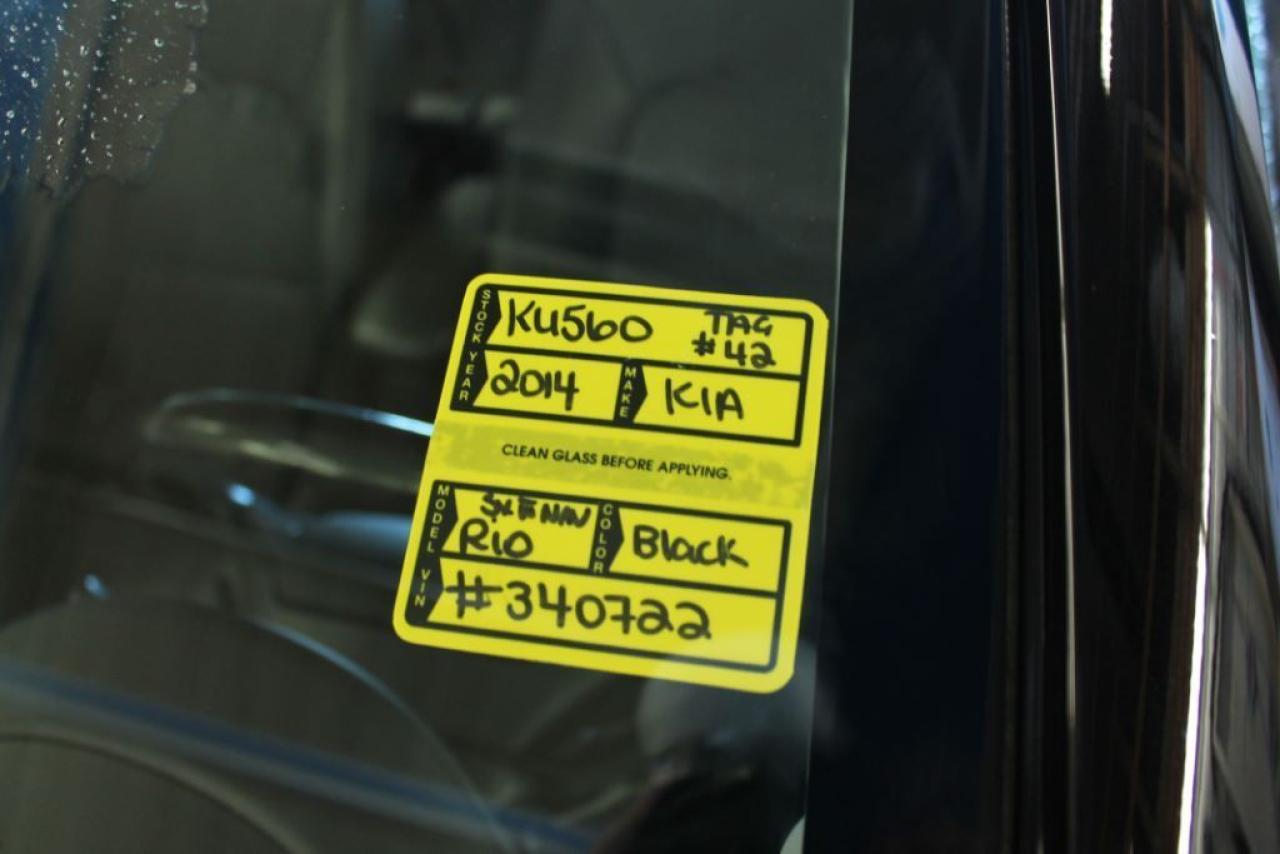 STOCK KU560 TAG #42
YEAR 2014 MAKE KIA
CLEAN GLASS BEFORE APPLYING.
MODEL RIO NAV COLOR Black
VIN #340722